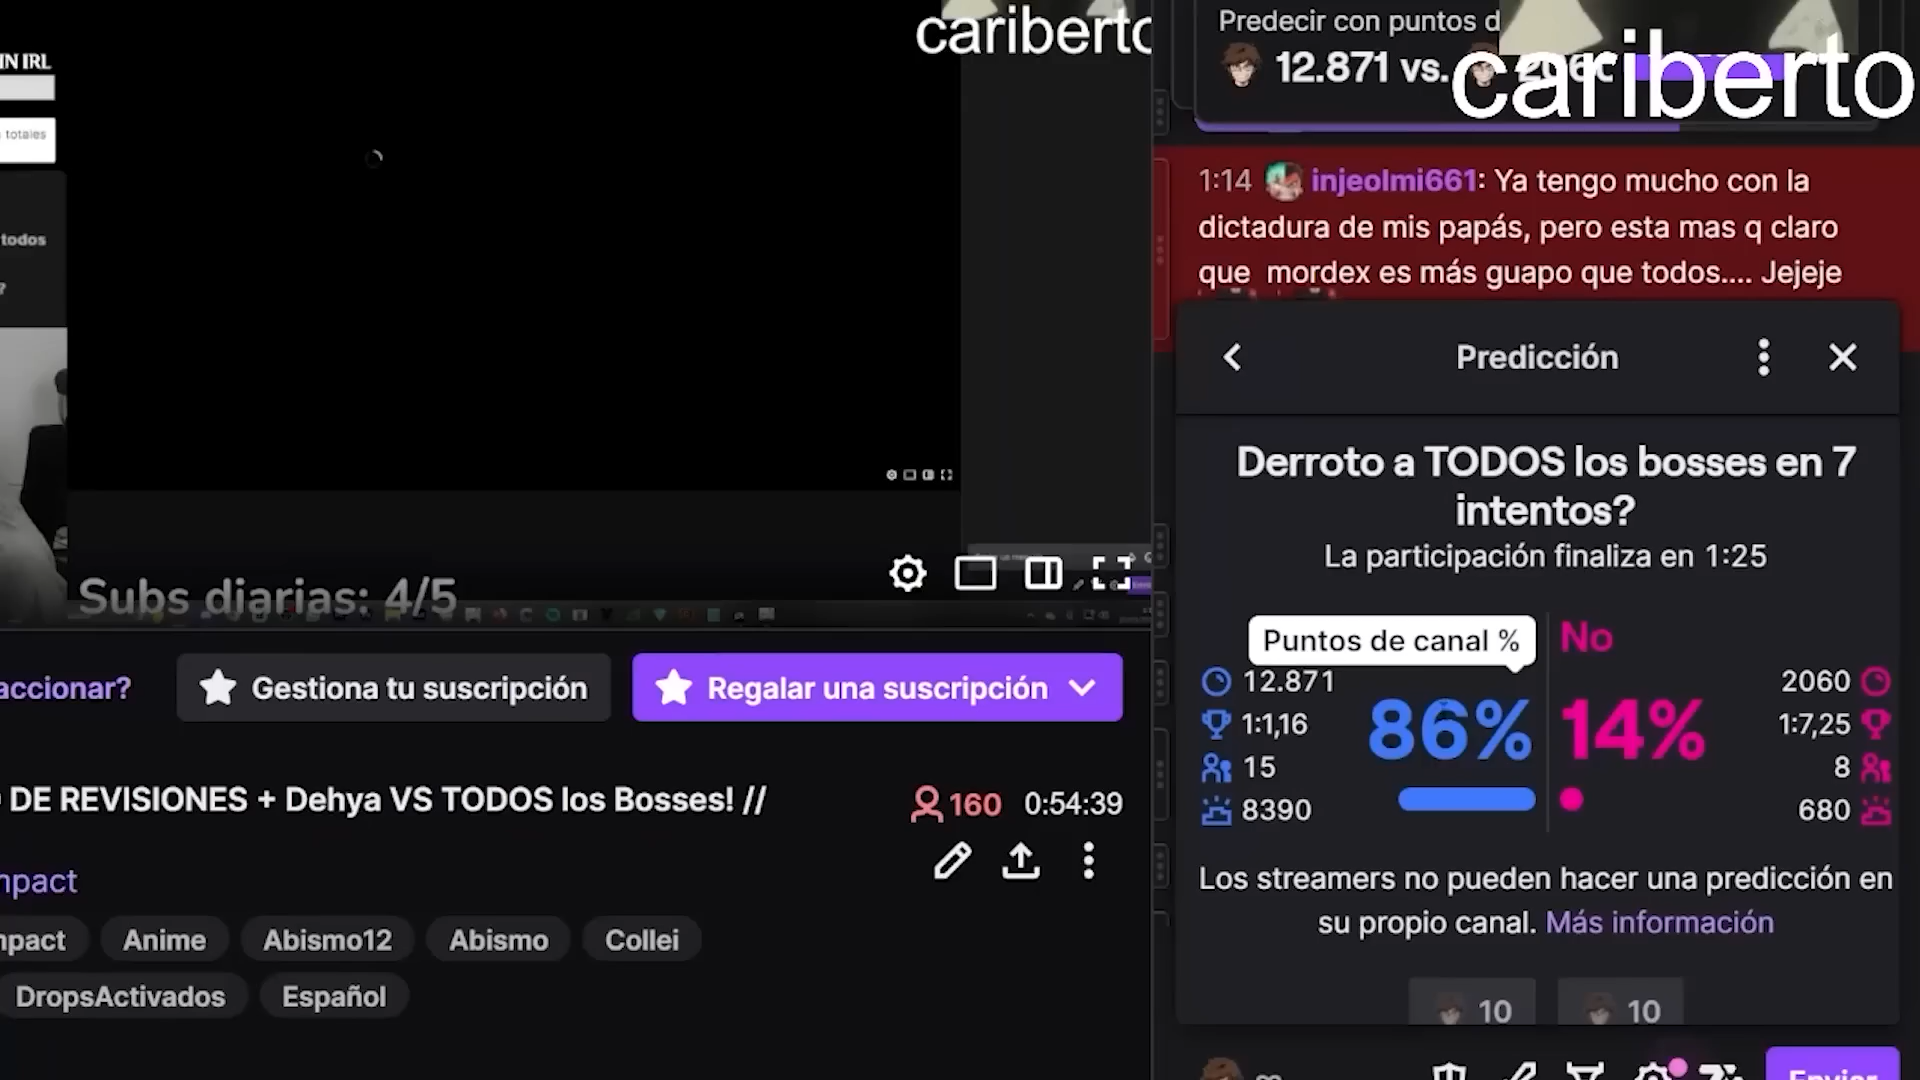 IN IRL
totales
todos
?
cariberto
Subs diarias: 4/5
accionar?
Gestiona tu suscripción
Regalar una suscripción
DE REVISIONES + Dehya VS TODOS los Bosses! //
160
0:54:39
mpact
mpact
Anime
Abismo12
Abismo
Collei
DropsActivados
Español
Predecir con puntos d
12.871 vs.
cariberto
1:14 injeolmi661: Ya tengo mucho con la
dictadura de mis papás, pero esta mas q claro
que mordex es más guapo que todos.... Jejeje
Predicción
Derroto a TODOS los bosses en 7
intentos?
La participación finaliza en 1:25
Puntos de canal %
No
12.871
1:1,16
15
8390
86%
14%
2060
1:7,25
8
680
Los streamers no pueden hacer una predicción en
su propio canal. Más información
10
10
Enviar